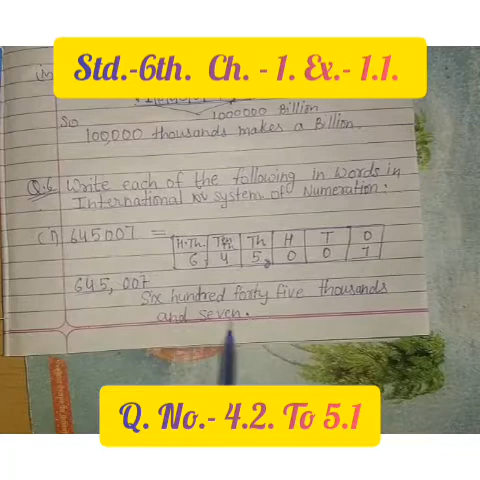 Std.-6th. Ch. - 1. Ex.- 1.1.
1000000 Billion
So
100,000 thousands makes a Billion.
Q.6 Write each of the following in words in
International system of Numeration:
645007 =
H.Th. T.Th Th H T O
6, 4 5, 0 0 7
645, 007
Six hundred forty five thousands
and seven.
Q. No.- 4.2. To 5.1